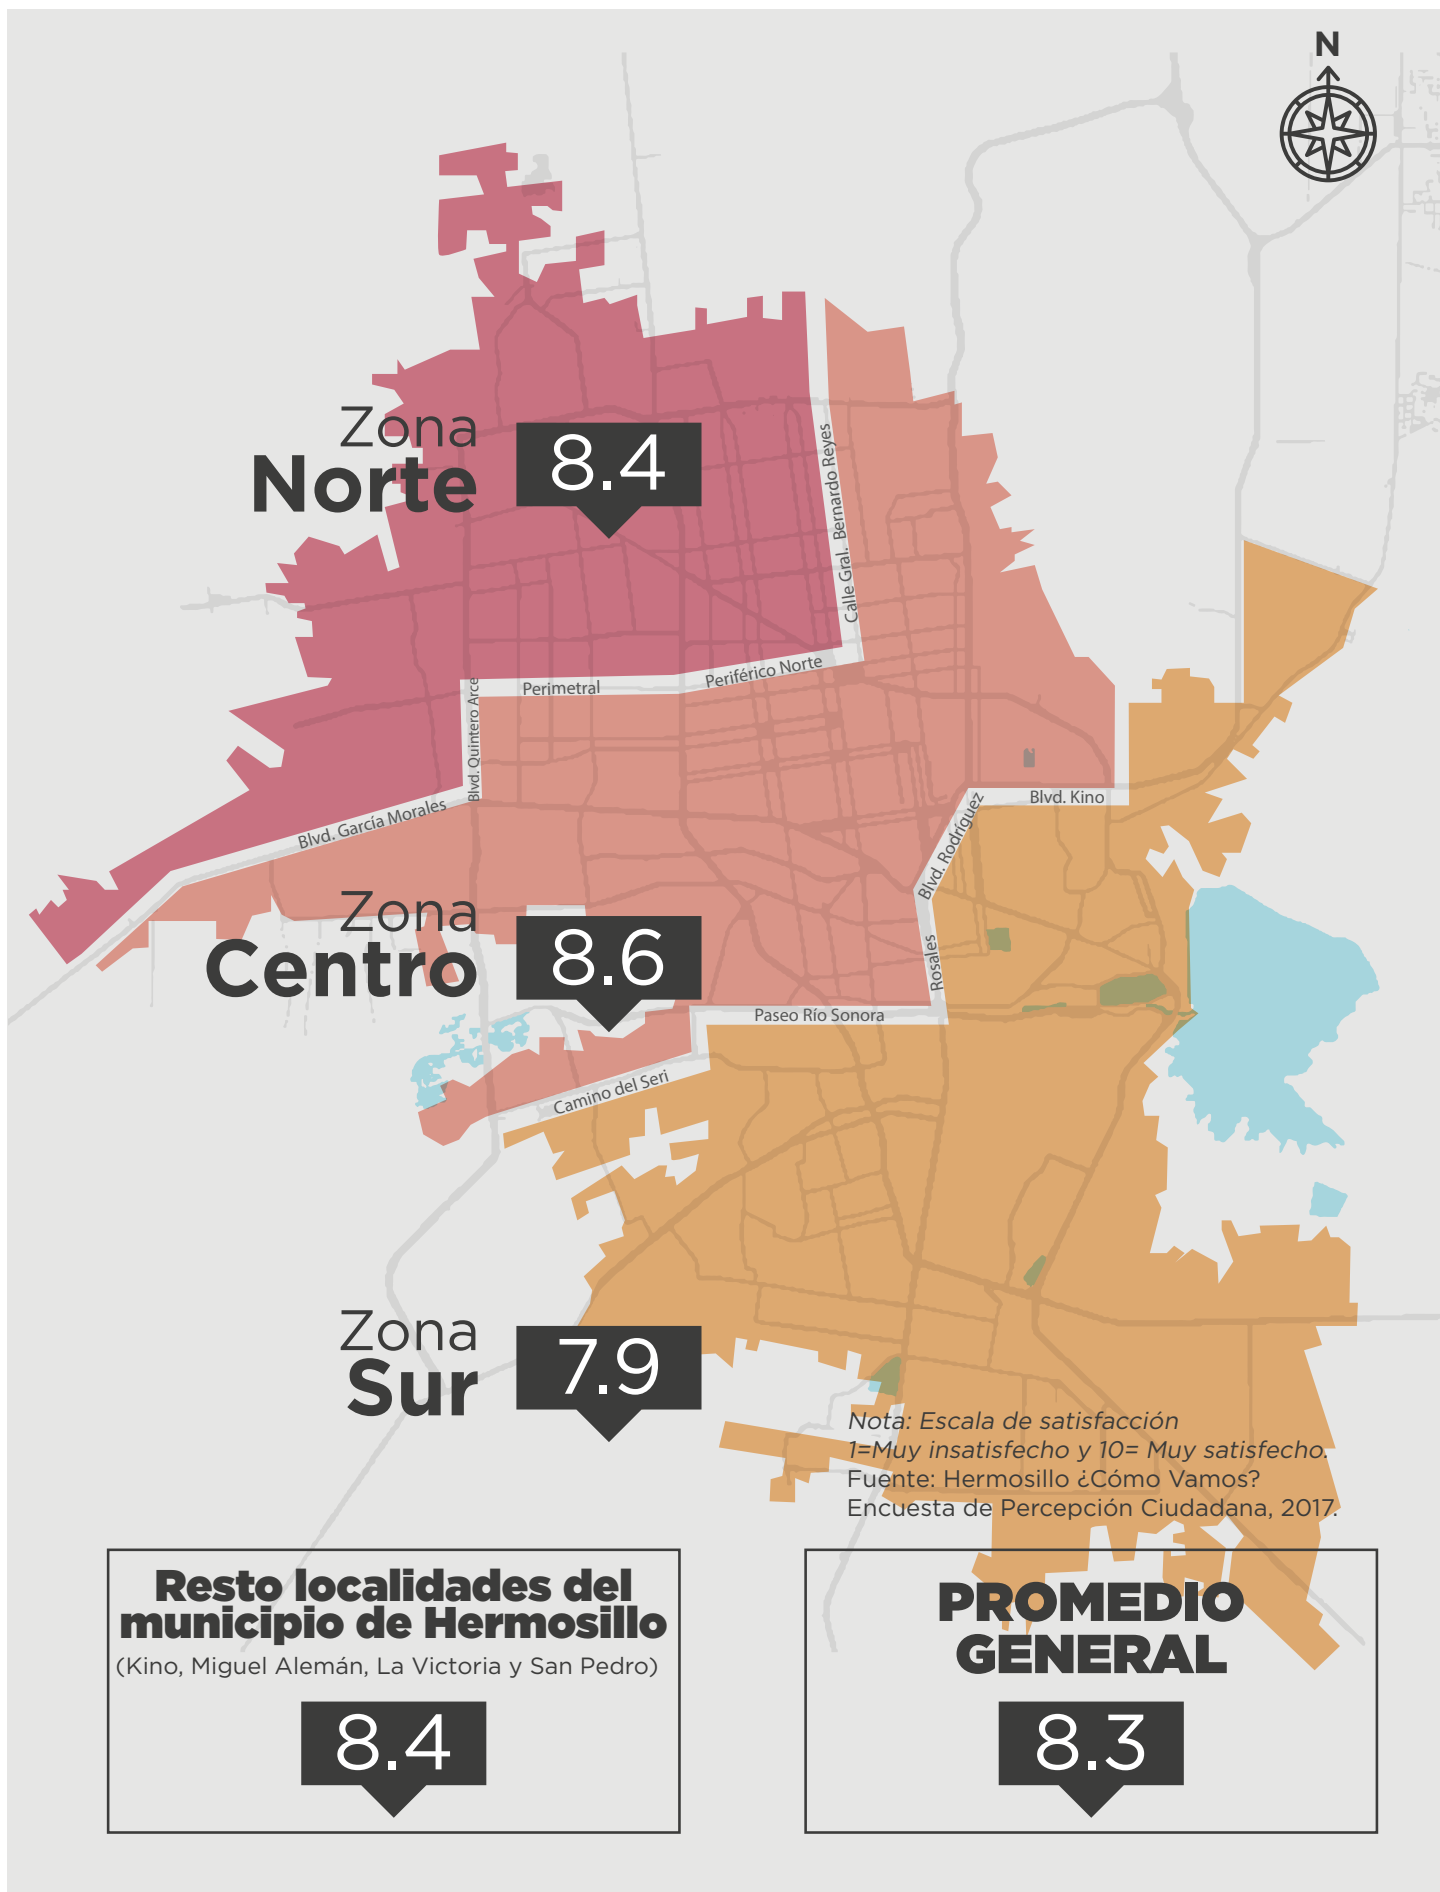 N
Zona
Norte
8.4
Calle Gral. Bernardo Reyes
Periférico Norte
Perimetral
Blvd. Quintero Arce
Blvd. García Morales
Blvd. Kino
Blvd. Rodríguez
Rosales
Zona
Centro
8.6
Paseo Río Sonora
Camino del Seri
Zona
Sur
7.9
Nota: Escala de satisfacción
1=Muy insatisfecho y 10= Muy satisfecho.
Fuente: Hermosillo ¿Cómo Vamos?
Encuesta de Percepción Ciudadana, 2017.
Resto localidades del
municipio de Hermosillo
(Kino, Miguel Alemán, La Victoria y San Pedro)
8.4
PROMEDIO
GENERAL
8.3